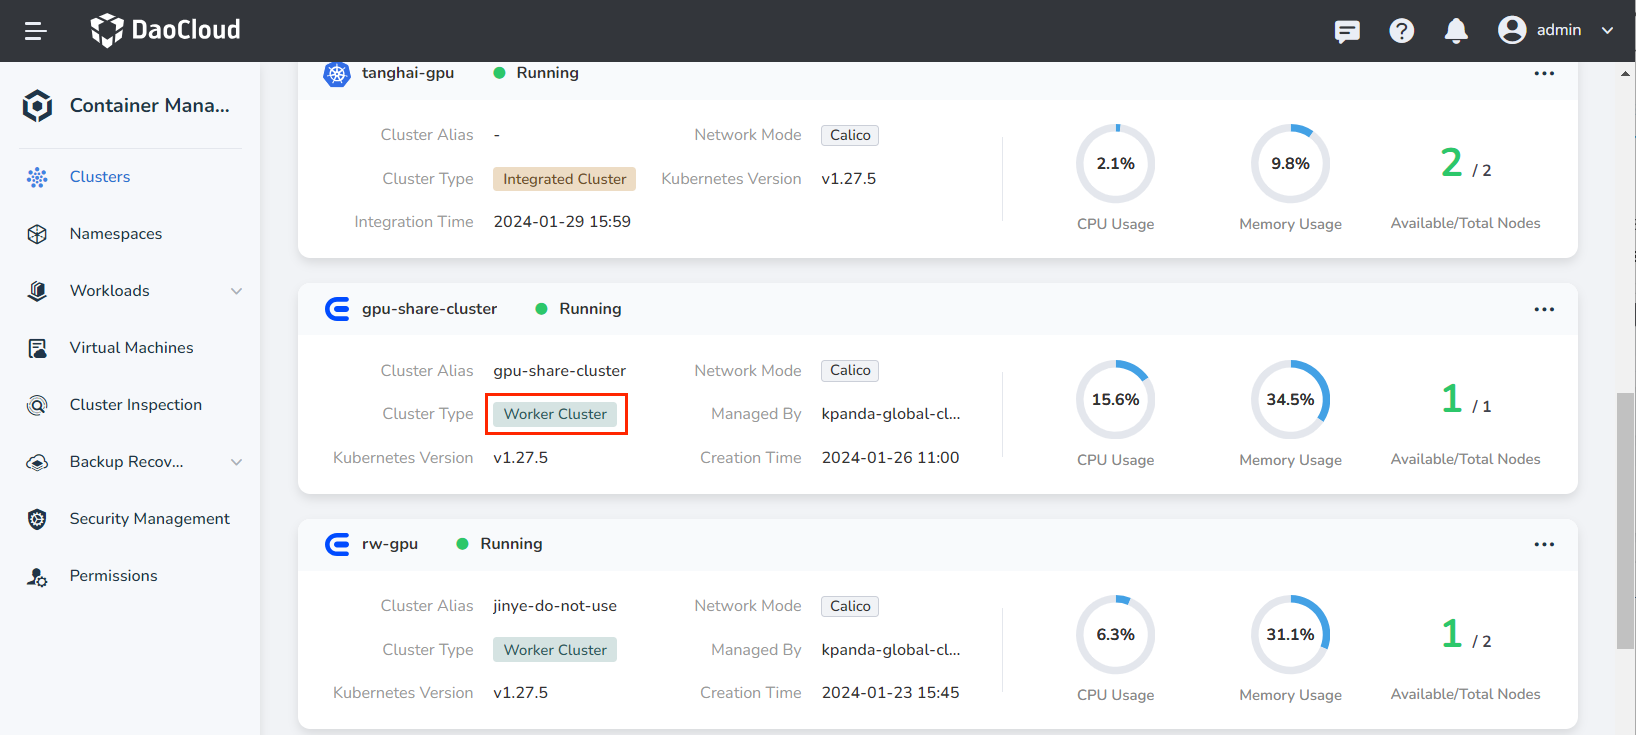 DaoCloud
admin
Container Mana...
Clusters
Namespaces
Workloads
Virtual Machines
Cluster Inspection
Backup Recov...
Security Management
Permissions
tanghai-gpu Running
Cluster Alias - Network Mode Calico
Cluster Type Integrated Cluster Kubernetes Version v1.27.5
Integration Time 2024-01-29 15:59
2.1% 9.8% 2 / 2
CPU Usage Memory Usage Available/Total Nodes
gpu-share-cluster Running
Cluster Alias gpu-share-cluster Network Mode Calico
Cluster Type Worker Cluster Managed By kpanda-global-cl...
Kubernetes Version v1.27.5 Creation Time 2024-01-26 11:00
15.6% 34.5% 1 / 1
CPU Usage Memory Usage Available/Total Nodes
rw-gpu Running
Cluster Alias jinye-do-not-use Network Mode Calico
Cluster Type Worker Cluster Managed By kpanda-global-cl...
Kubernetes Version v1.27.5 Creation Time 2024-01-23 15:45
6.3% 31.1% 1 / 2
CPU Usage Memory Usage Available/Total Nodes